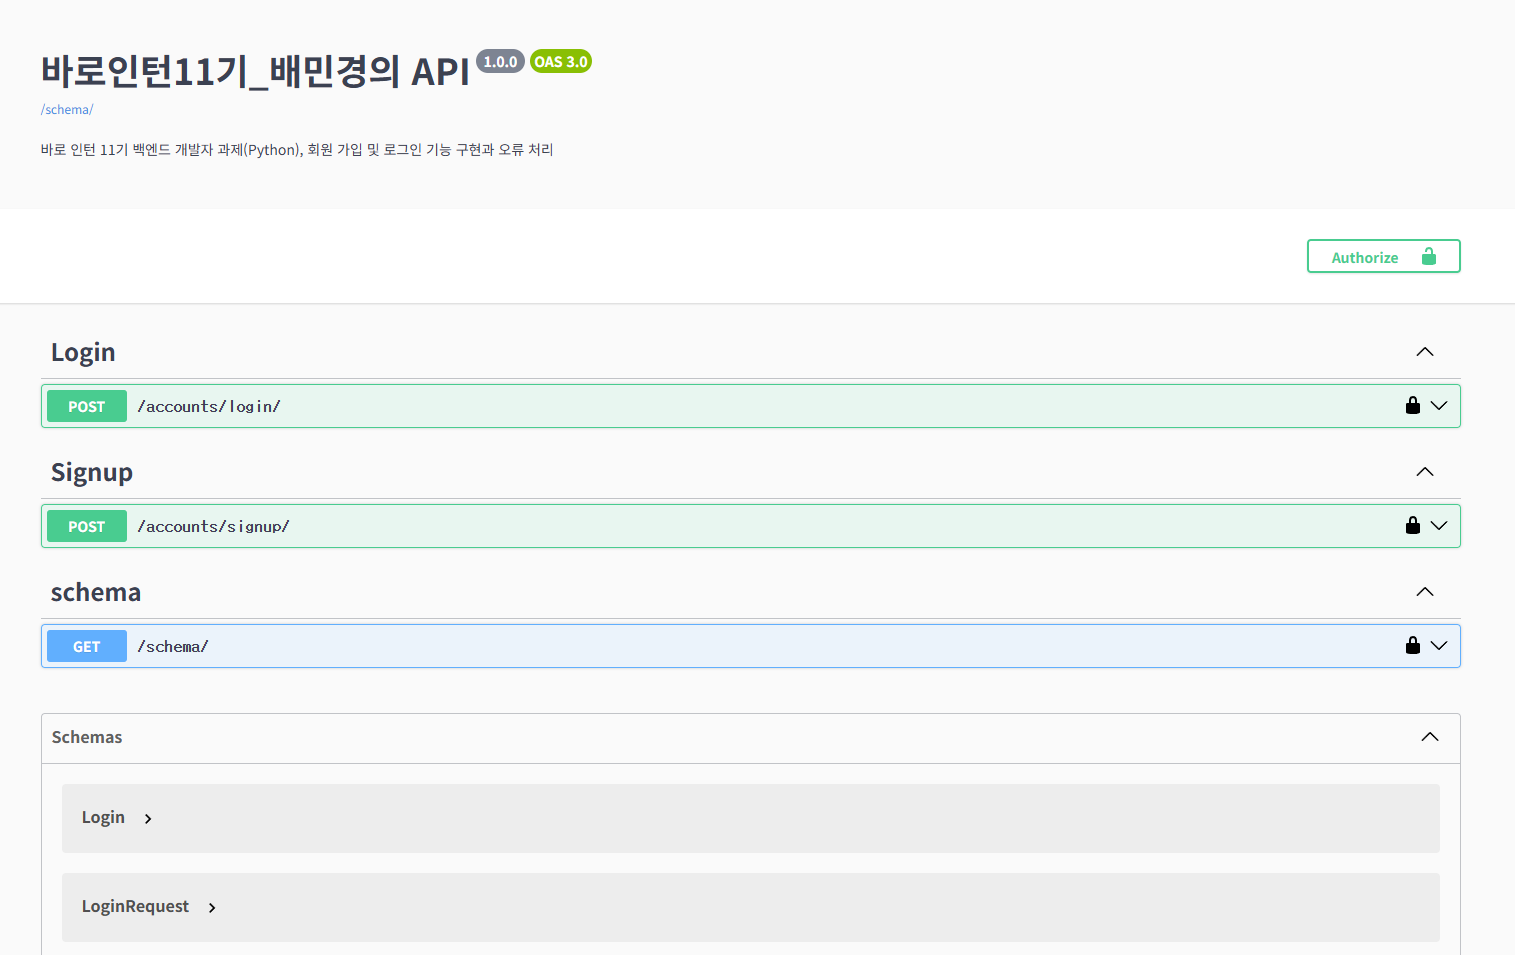 바로인턴11기_배민경의 API 1.0.0 OAS 3.0
/schema/
바로 인턴 11기 백엔드 개발자 과제(Python), 회원 가입 및 로그인 기능 구현과 오류 처리
Authorize
Login
POST /accounts/login/
Signup
POST /accounts/signup/
schema
GET /schema/
Schemas
Login
LoginRequest